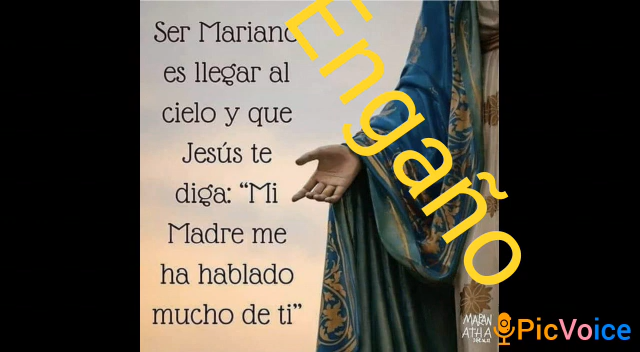 Ser Mariano
es llegar al
cielo y que
Jesús te
diga: “Mi
Madre me
ha hablado
mucho de ti”
Engaño
PicVoice